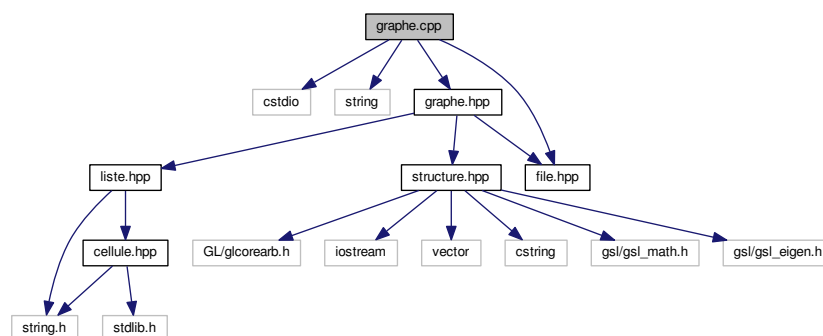 graphe.cpp
cstdio
string
graphe.hpp
liste.hpp
structure.hpp
file.hpp
cellule.hpp
GL/glcorearb.h
iostream
vector
cstring
gsl/gsl_math.h
gsl/gsl_eigen.h
string.h
stdlib.h